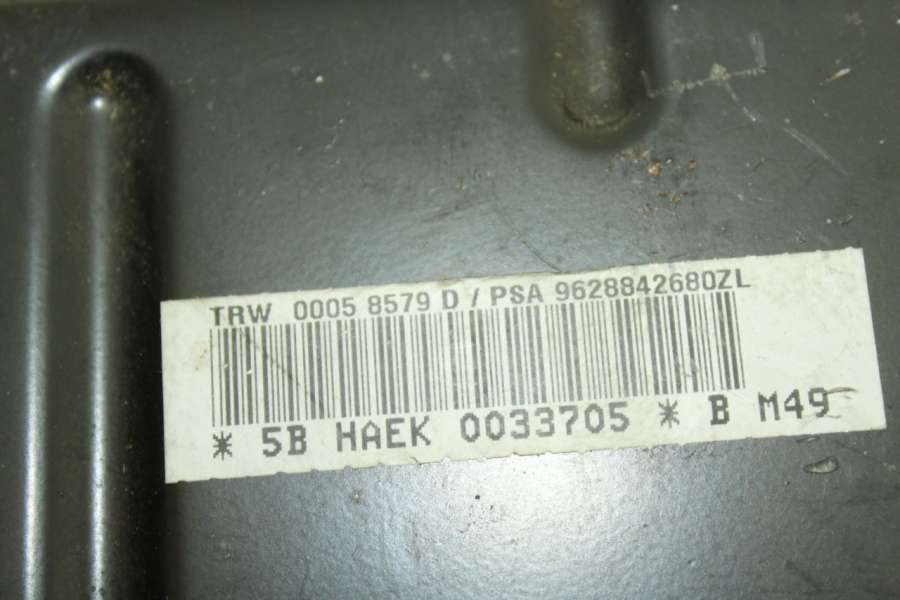 TRW 0005 8579 D / PSA 9628842680ZL
* 5B HAEK 0033705 * B M49